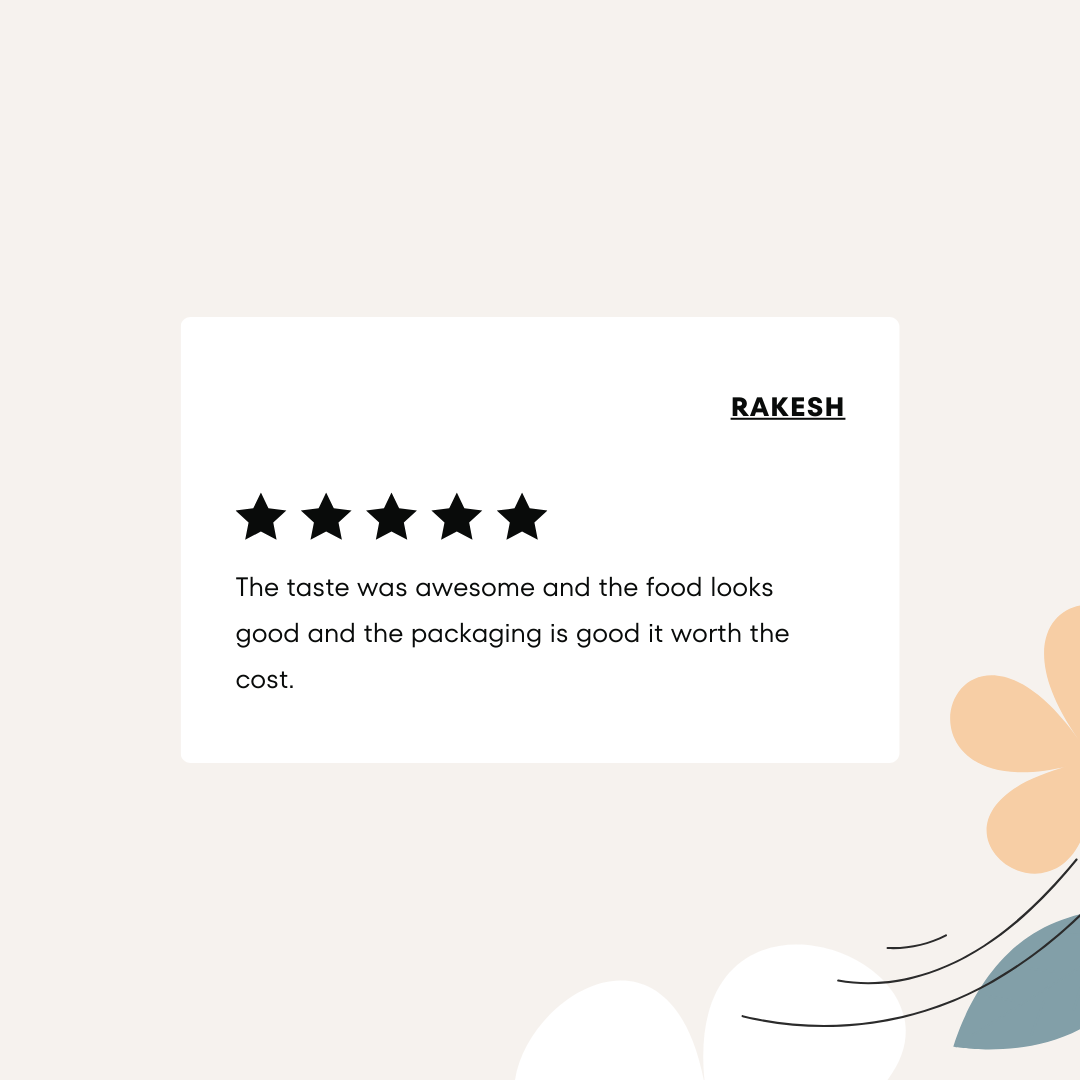 RAKESH
The taste was awesome and the food looks
good and the packaging is good it worth the
cost.